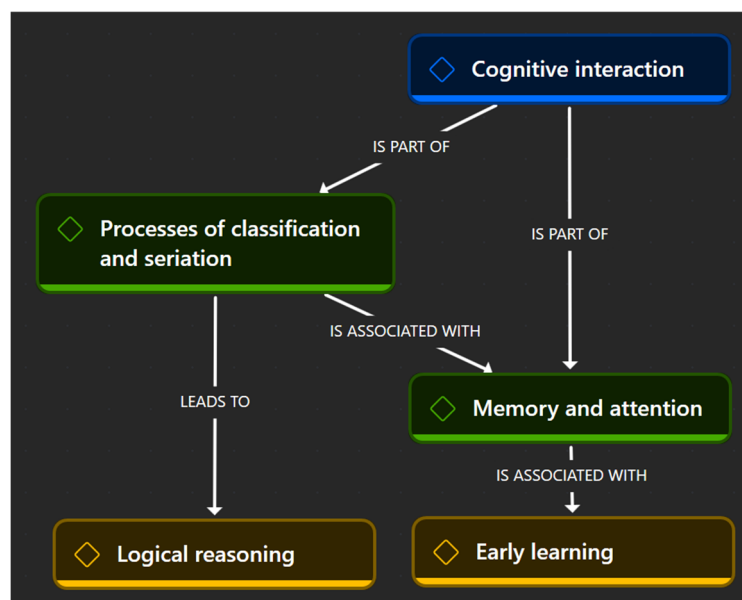 Cognitive interaction
IS PART OF
Processes of classification
and seriation
IS PART OF
IS ASSOCIATED WITH
LEADS TO
Memory and attention
IS ASSOCIATED WITH
Logical reasoning
Early learning